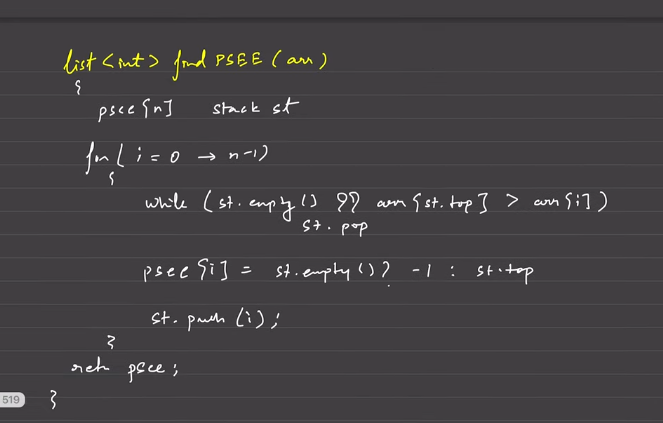 list <int> find PSEE (arr)
{
psee [n] stack st
for ( i = 0 → n-1)
{
while (st.empty () && arr [st.top] > arr [i])
st. pop
psee [i] = st.empty ()? -1 : st.top
st. push (i);
}
retn psee;
519 }